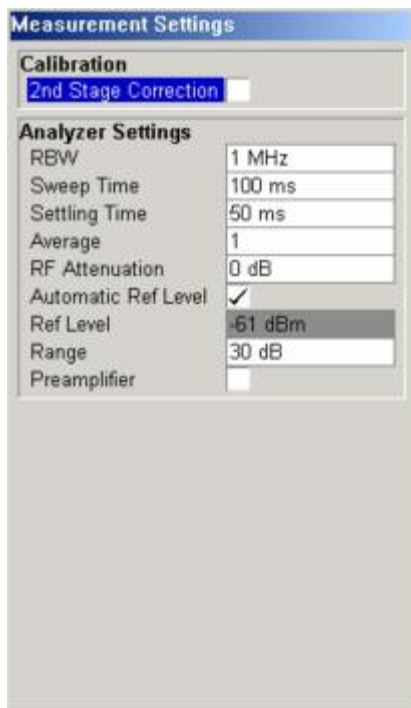 Measurement Settings
Calibration
2nd Stage Correction
Analyzer Settings
RBW 1 MHz
Sweep Time 100 ms
Settling Time 50 ms
Average 1
RF Attenuation 0 dB
Automatic Ref Level ✓
Ref Level -61 dBm
Range 30 dB
Preamplifier